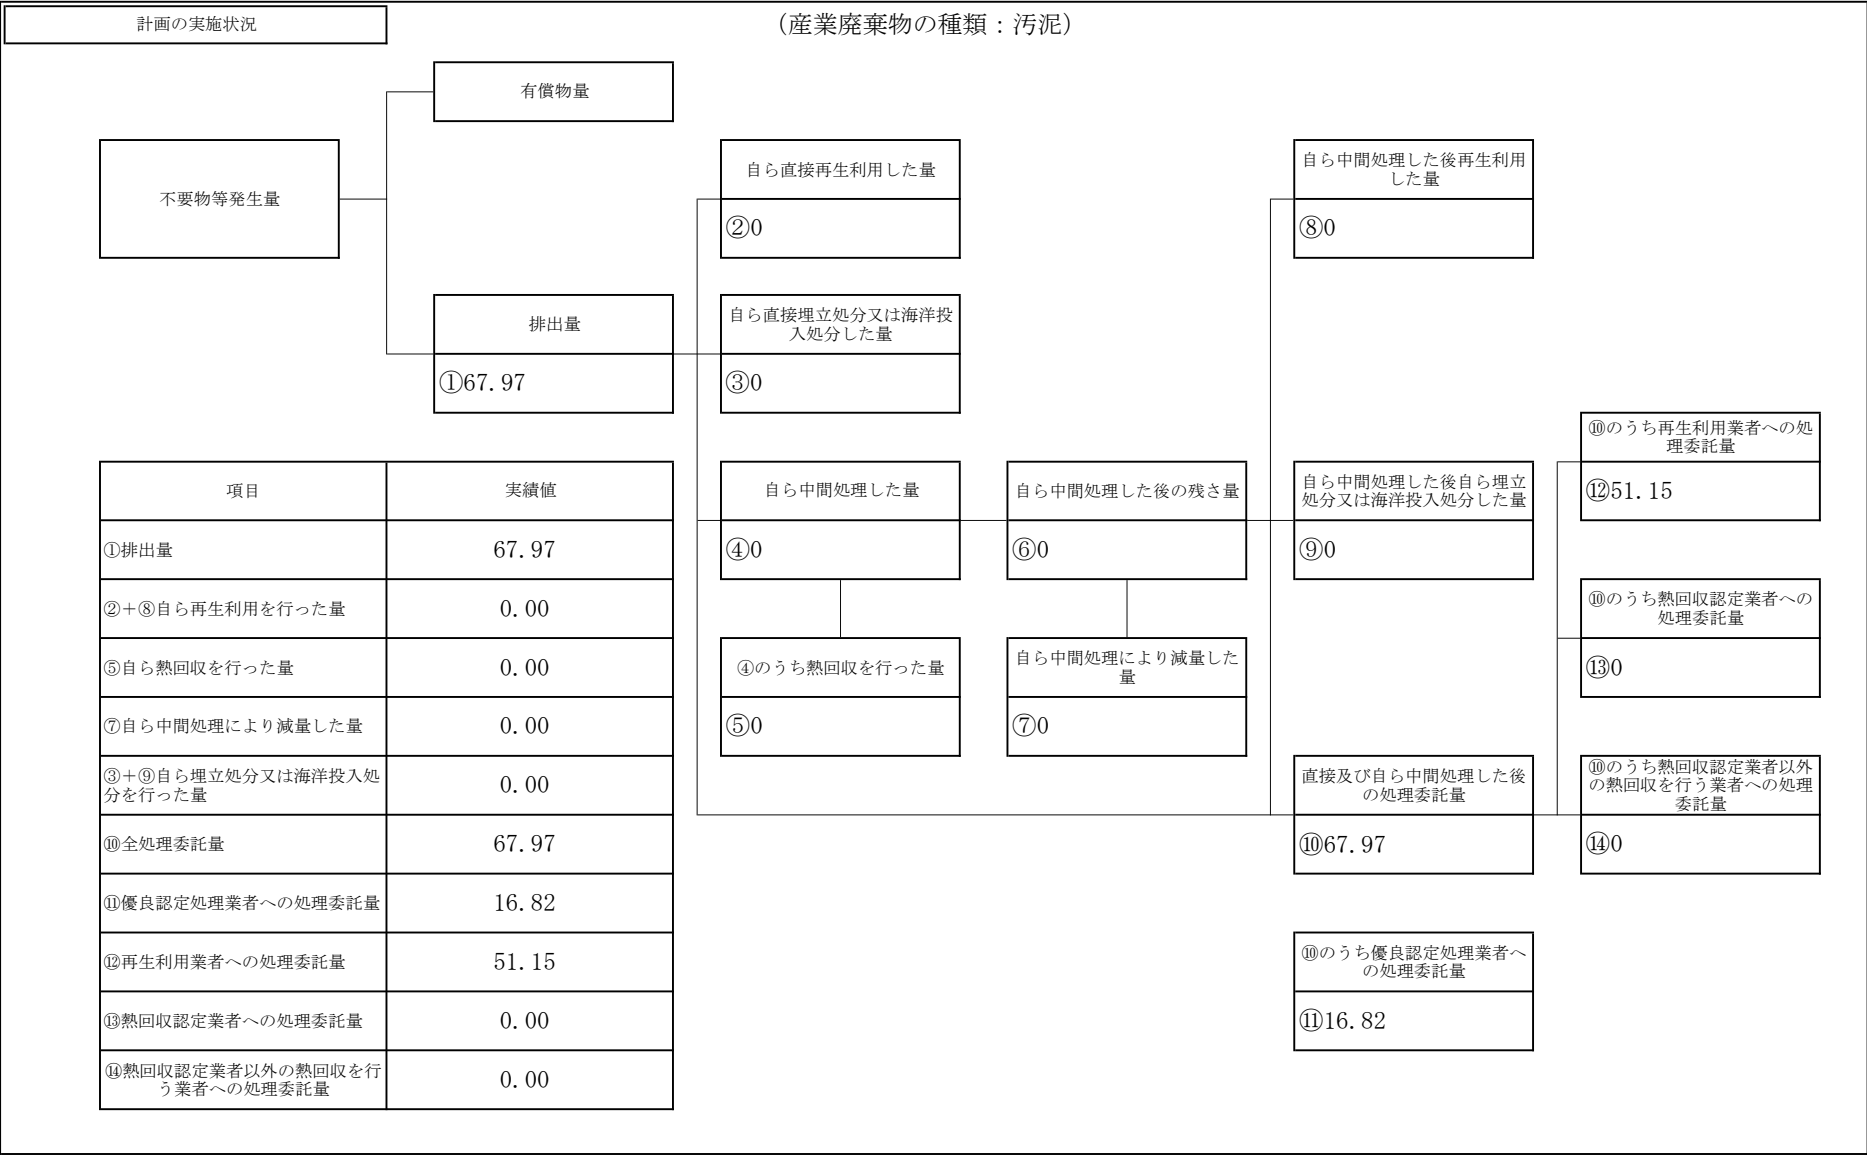 計画の実施状況
（産業廃棄物の種類：汚泥）
有償物量
不要物等発生量
自ら直接再生利用した量
②0
自ら中間処理した後再生利用
した量
⑧0
排出量
①67.97
自ら直接埋立処分又は海洋投
入処分した量
③0
⑩のうち再生利用業者への処
理委託量
⑫51.15
自ら中間処理した量
④0
自ら中間処理した後の残さ量
⑥0
自ら中間処理した後自ら埋立
処分又は海洋投入処分した量
⑨0
⑩のうち熱回収認定業者への
処理委託量
⑬0
④のうち熱回収を行った量
⑤0
自ら中間処理により減量した
量
⑦0
直接及び自ら中間処理した後
の処理委託量
⑩67.97
⑩のうち熱回収認定業者以外
の熱回収を行う業者への処理
委託量
⑭0
⑩のうち優良認定処理業者へ
の処理委託量
⑪16.82
項目 実績値
①排出量 67.97
②＋⑧自ら再生利用を行った量 0.00
⑤自ら熱回収を行った量 0.00
⑦自ら中間処理により減量した量 0.00
③＋⑨自ら埋立処分又は海洋投入処
分を行った量 0.00
⑩全処理委託量 67.97
⑪優良認定処理業者への処理委託量 16.82
⑫再生利用業者への処理委託量 51.15
⑬熱回収認定業者への処理委託量 0.00
⑭熱回収認定業者以外の熱回収を行
う業者への処理委託量 0.00